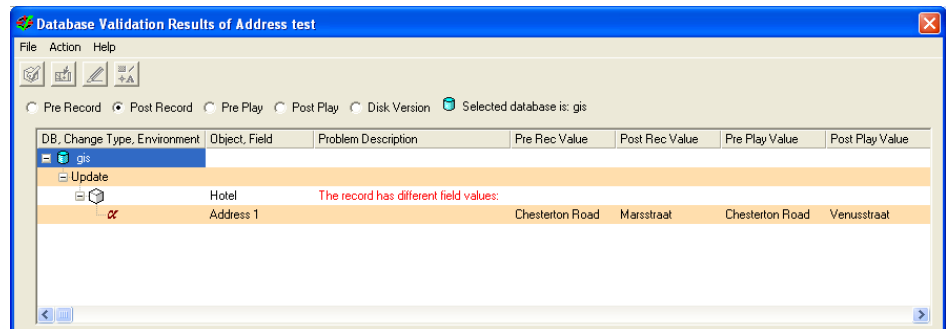 Database Validation Results of Address test
File Action Help
Pre Record Post Record Pre Play Post Play Disk Version Selected database is: gis
DB, Change Type, Environment Object, Field Problem Description Pre Rec Value Post Rec Value Pre Play Value Post Play Value
gis
Update
Hotel The record has different field values:
α Address 1 Chesterton Road Marsstraat Chesterton Road Venusstraat